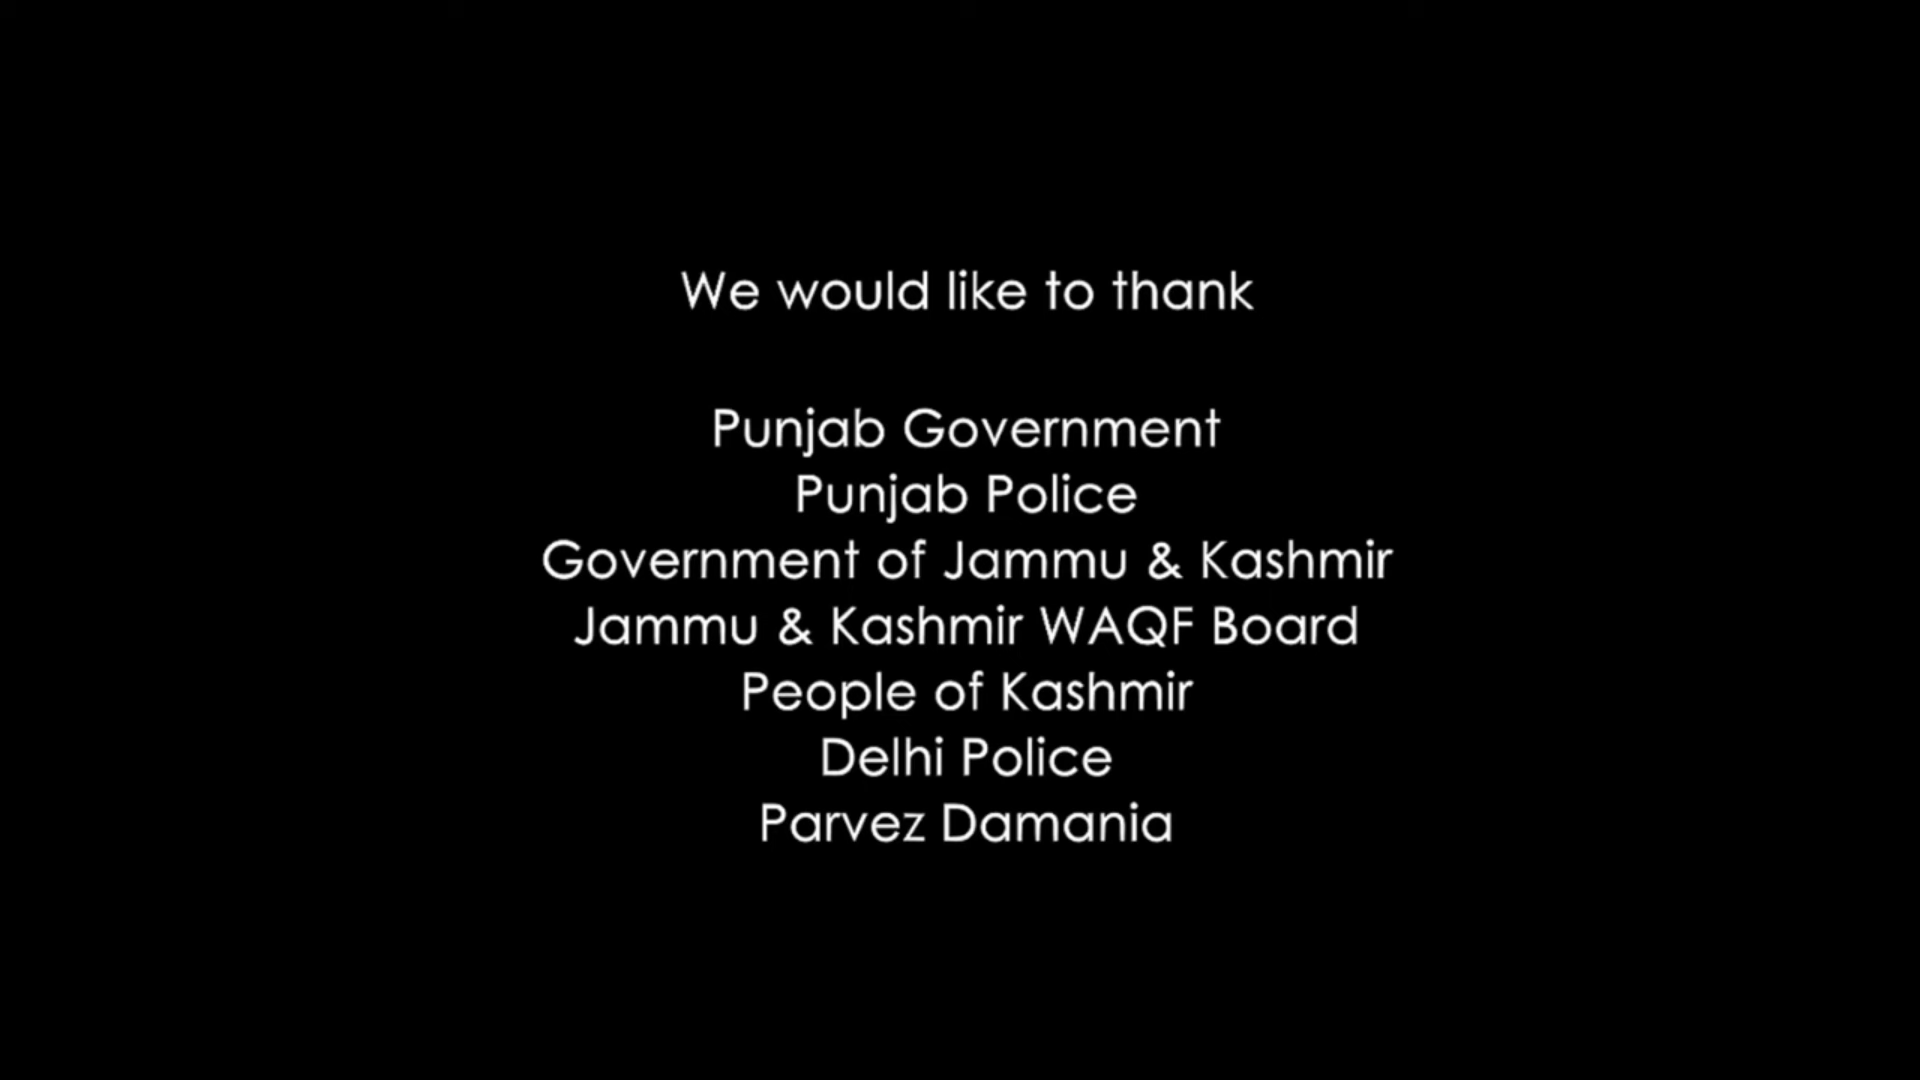 We would like to thank
Punjab Government
Punjab Police
Government of Jammu & Kashmir
Jammu & Kashmir WAQF Board
People of Kashmir
Delhi Police
Parvez Damania